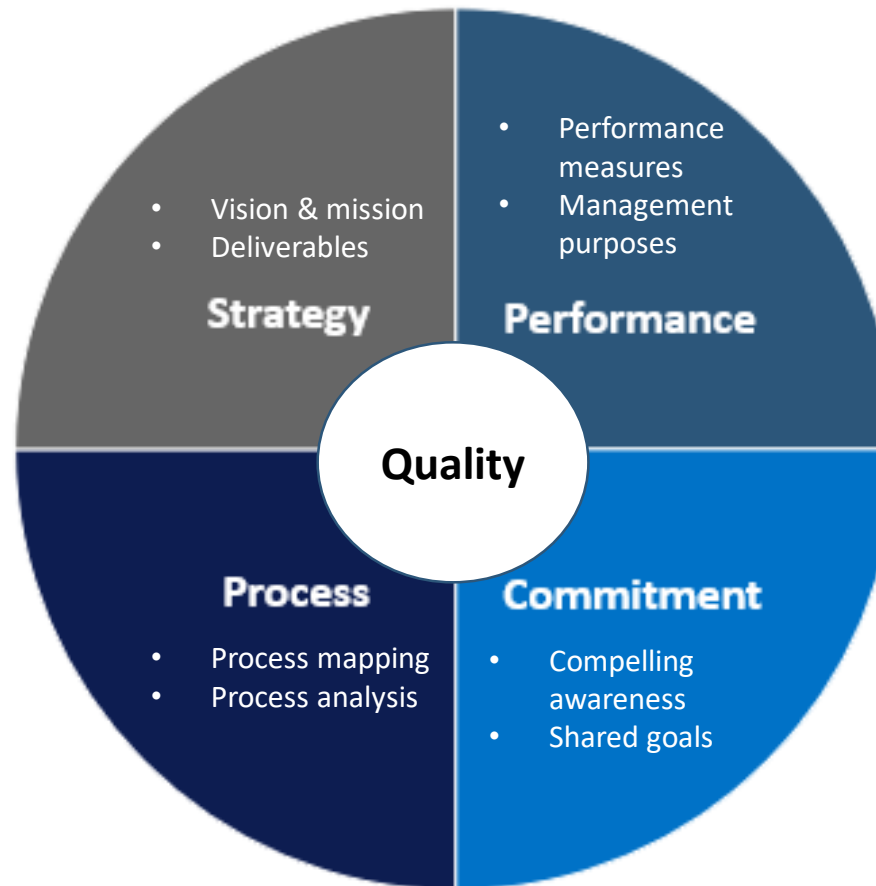 • Vision & mission
• Deliverables
Strategy
• Performance
measures
• Management
purposes
Performance
Quality
Process
• Process mapping
• Process analysis
Commitment
• Compelling
awareness
• Shared goals